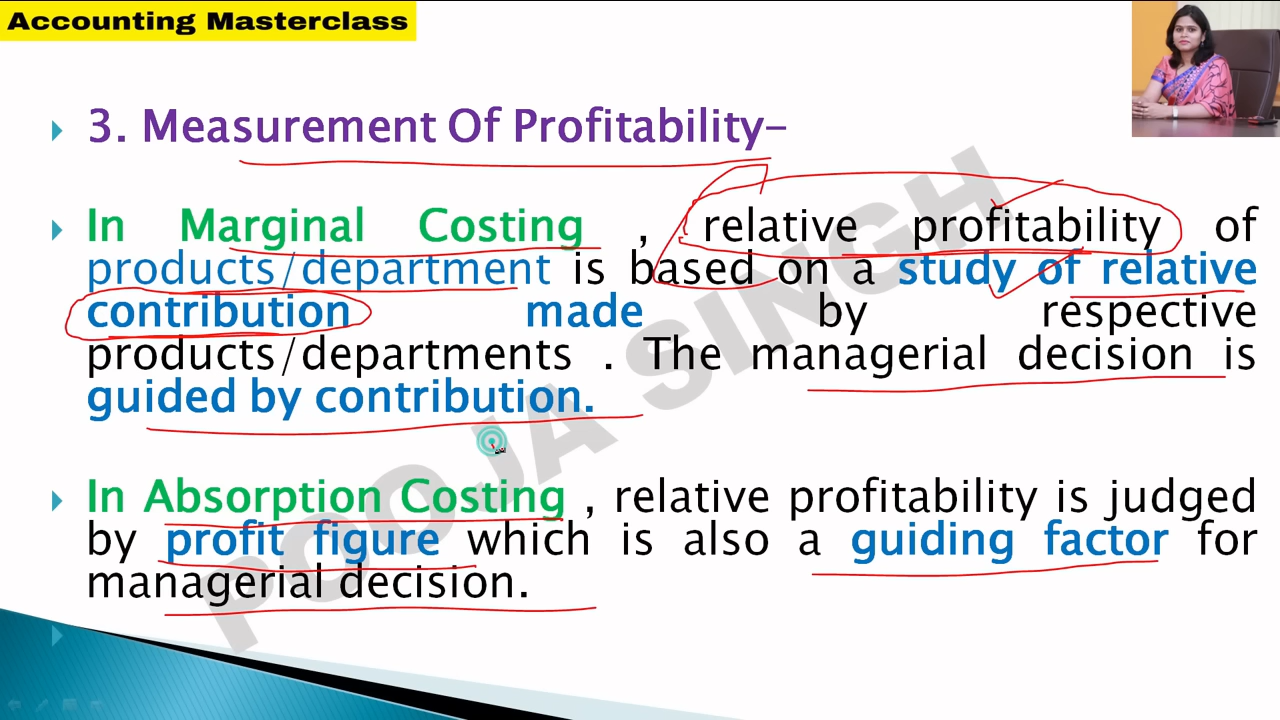 Accounting Masterclass
3. Measurement Of Profitability-
In Marginal Costing , relative profitability of
products/department is based on a study of relative
contribution made by respective
products/departments . The managerial decision is
guided by contribution.
In Absorption Costing , relative profitability is judged
by profit figure which is also a guiding factor for
managerial decision.
POOJA SINGH